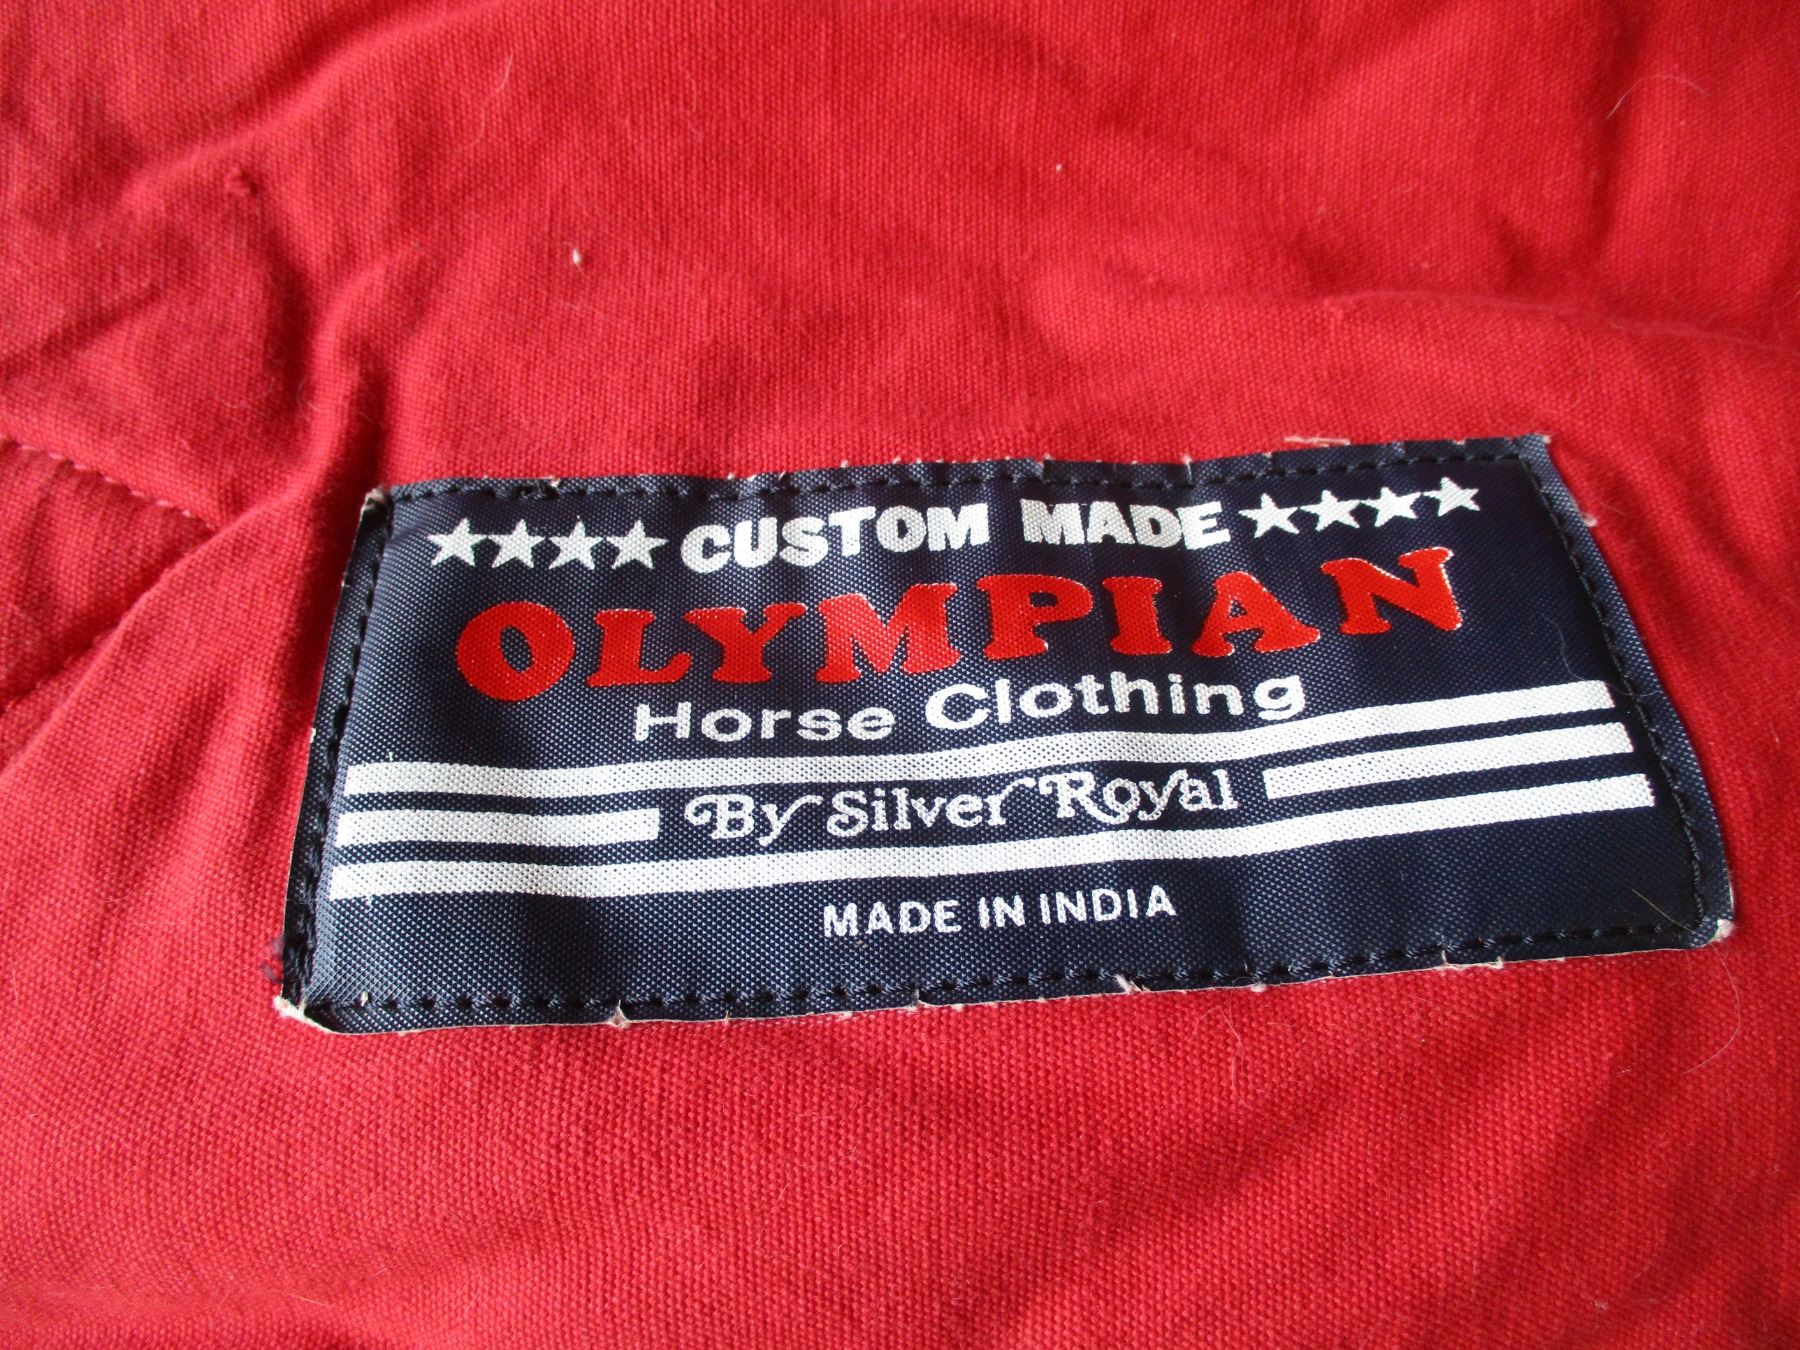 ★★★★ CUSTOM MADE ★★★★
OLYMPIAN
Horse Clothing
By Silver Royal
MADE IN INDIA